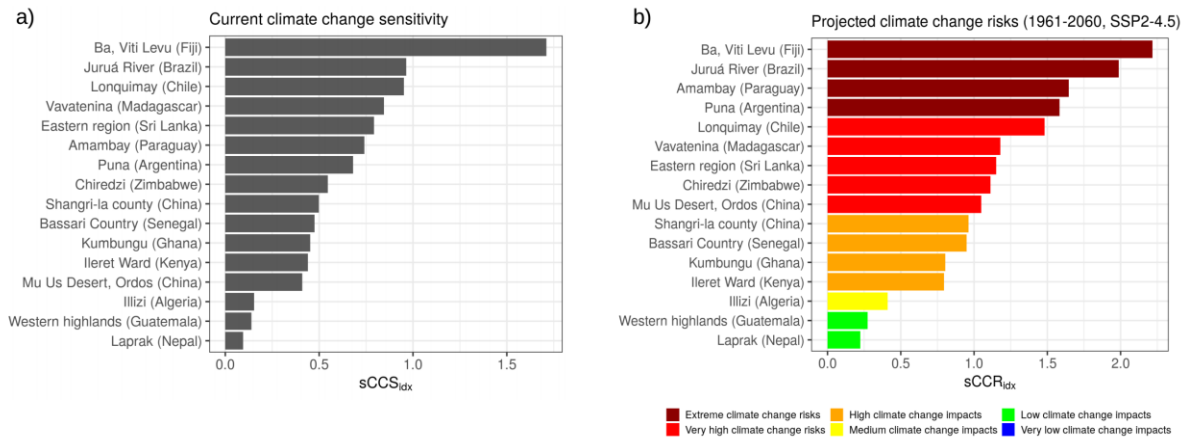 a)
Current climate change sensitivity
Ba, Viti Levu (Fiji)
Juruá River (Brazil)
Lonquimay (Chile)
Vavatenina (Madagascar)
Eastern region (Sri Lanka)
Amambay (Paraguay)
Puna (Argentina)
Chiredzi (Zimbabwe)
Shangri-la county (China)
Bassari Country (Senegal)
Kumbungu (Ghana)
Ileret Ward (Kenya)
Mu Us Desert, Ordos (China)
Illizi (Algeria)
Western highlands (Guatemala)
Laprak (Nepal)
0.0 0.5 1.0 1.5
sCCSidx
b)
Projected climate change risks (1961-2060, SSP2-4.5)
Ba, Viti Levu (Fiji)
Juruá River (Brazil)
Amambay (Paraguay)
Puna (Argentina)
Lonquimay (Chile)
Vavatenina (Madagascar)
Eastern region (Sri Lanka)
Chiredzi (Zimbabwe)
Mu Us Desert, Ordos (China)
Shangri-la county (China)
Bassari Country (Senegal)
Kumbungu (Ghana)
Ileret Ward (Kenya)
Illizi (Algeria)
Western highlands (Guatemala)
Laprak (Nepal)
0.0 0.5 1.0 1.5 2.0
sCCRidx
Extreme climate change risks High climate change impacts Low climate change impacts
Very high climate change risks Medium climate change impacts Very low climate change impacts